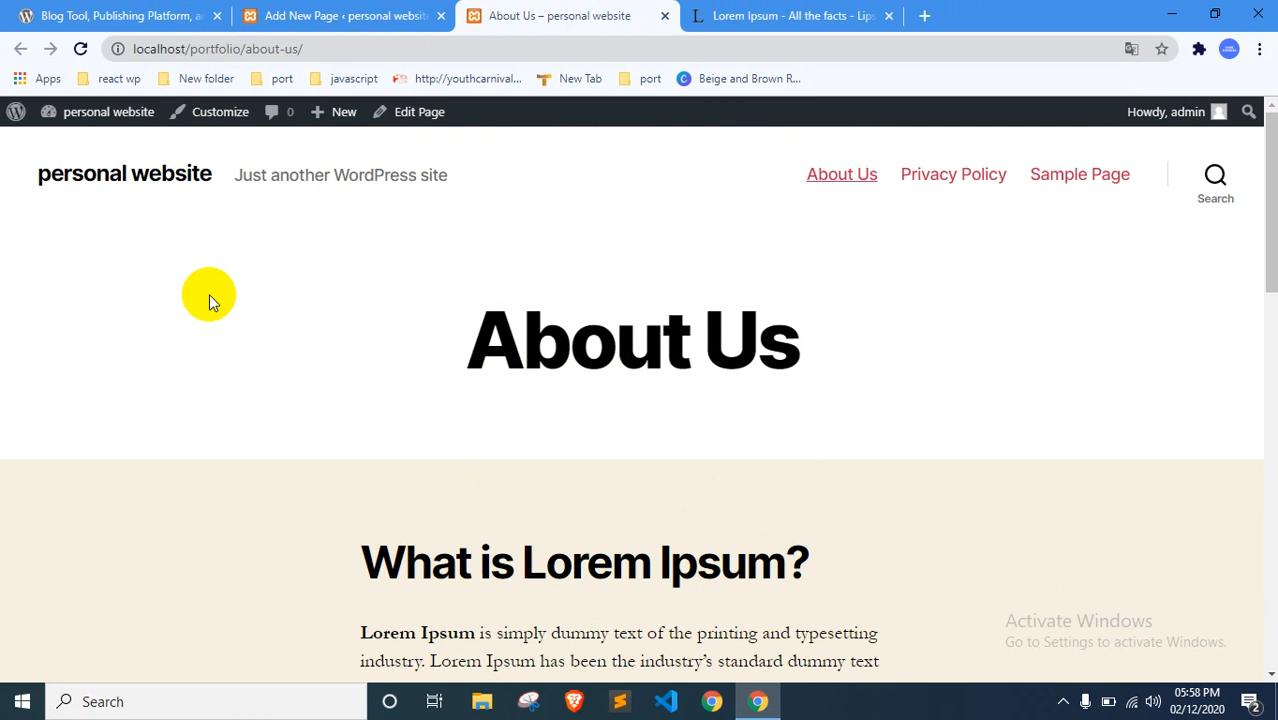 Blog Tool, Publishing Platform, a
Add New Page ‹ personal websit
About Us – personal website
Lorem Ipsum - All the facts - Lips
localhost/portfolio/about-us/
Apps
react wp
New folder
port
javascript
http://youthcarnival...
New Tab
port
Beige and Brown R...
personal website
Customize
0
New
Edit Page
Howdy, admin
personal website
Just another WordPress site
About Us
Privacy Policy
Sample Page
Search
About Us
What is Lorem Ipsum?
Lorem Ipsum is simply dummy text of the printing and typesetting
industry. Lorem Ipsum has been the industry’s standard dummy text
Activate Windows
Go to Settings to activate Windows.
Search
05:58 PM
02/12/2020
2